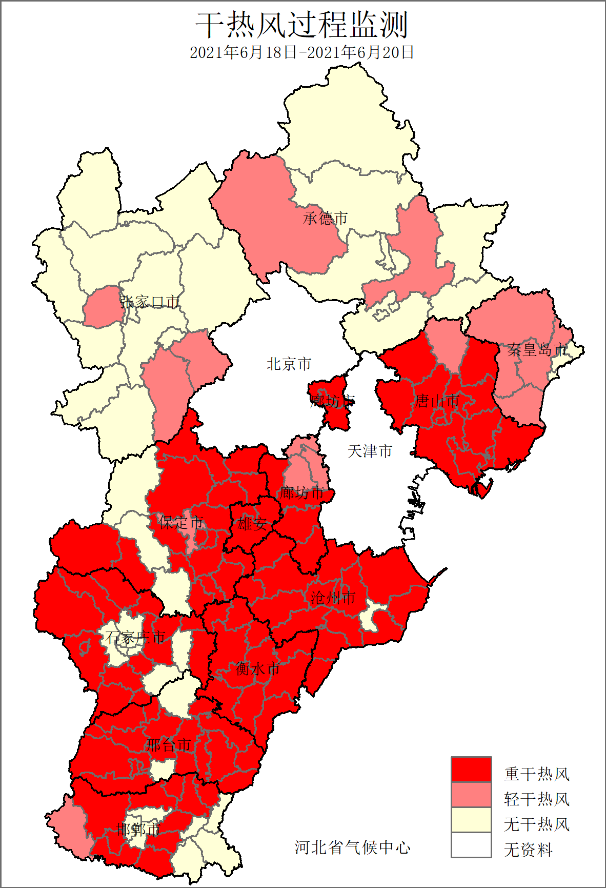 干热风过程监测
2021年6月18日-2021年6月20日
承德市
张家口市
秦皇岛市
北京市
廊坊市
唐山市
天津市
廊坊市
保定市
雄安
沧州市
石家庄市
衡水市
邢台市
邯郸市
重干热风
轻干热风
无干热风
无资料
河北省气候中心